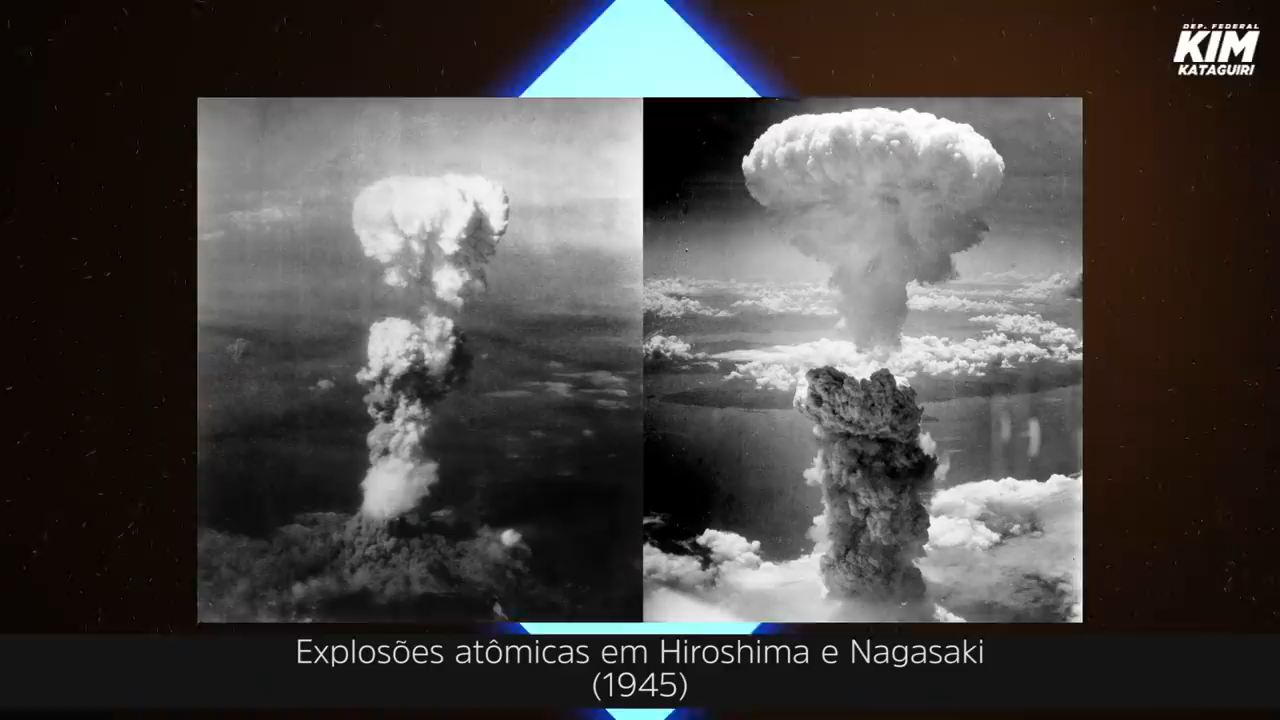 DEP. FEDERAL
KIM
KATAGUIRI
Explosões atômicas em Hiroshima e Nagasaki
(1945)